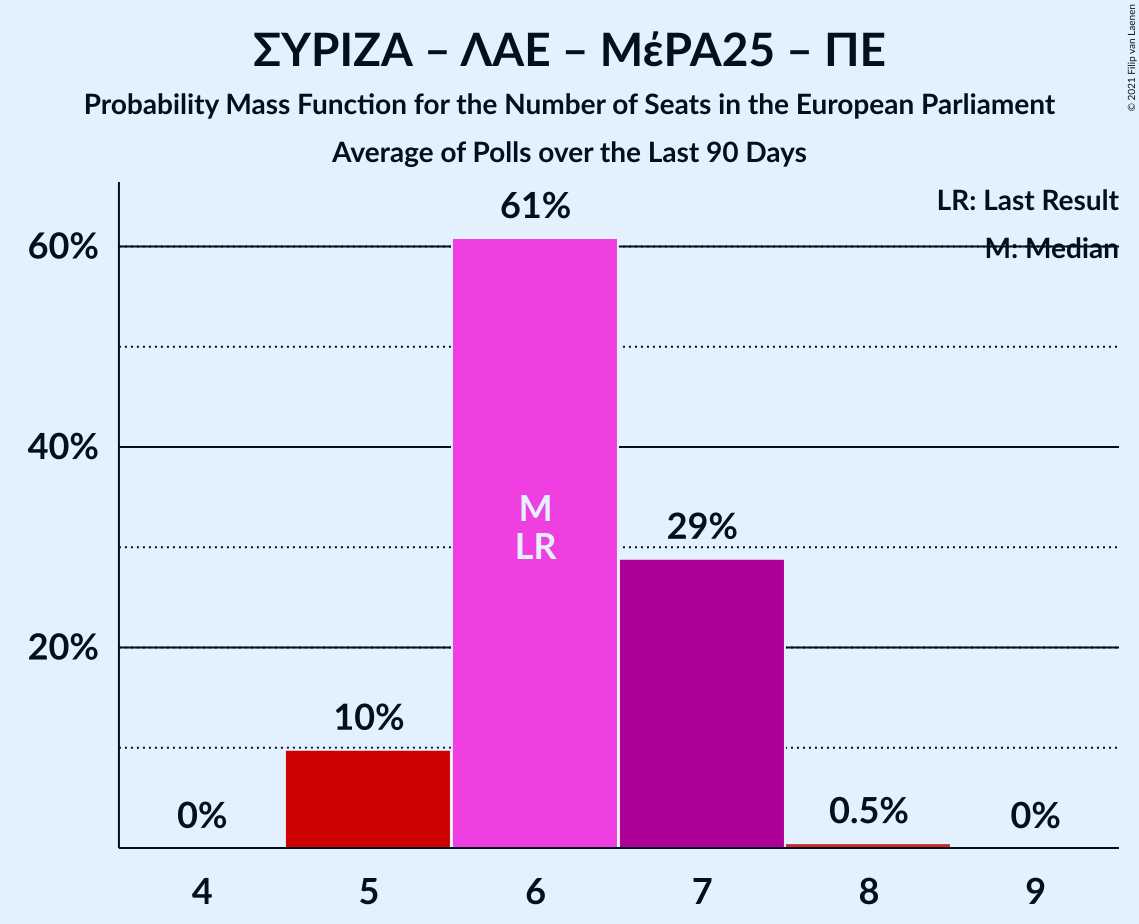 ΣΥΡΙΖΑ – ΛΑΕ – ΜέΡΑ25 – ΠΕ
Probability Mass Function for the Number of Seats in the European Parliament
Average of Polls over the Last 90 Days
© 2021 Filip van Laenen
LR: Last Result
M: Median
60%
40%
20%
0%
10%
61%
M
LR
29%
0.5%
0%
4
5
6
7
8
9